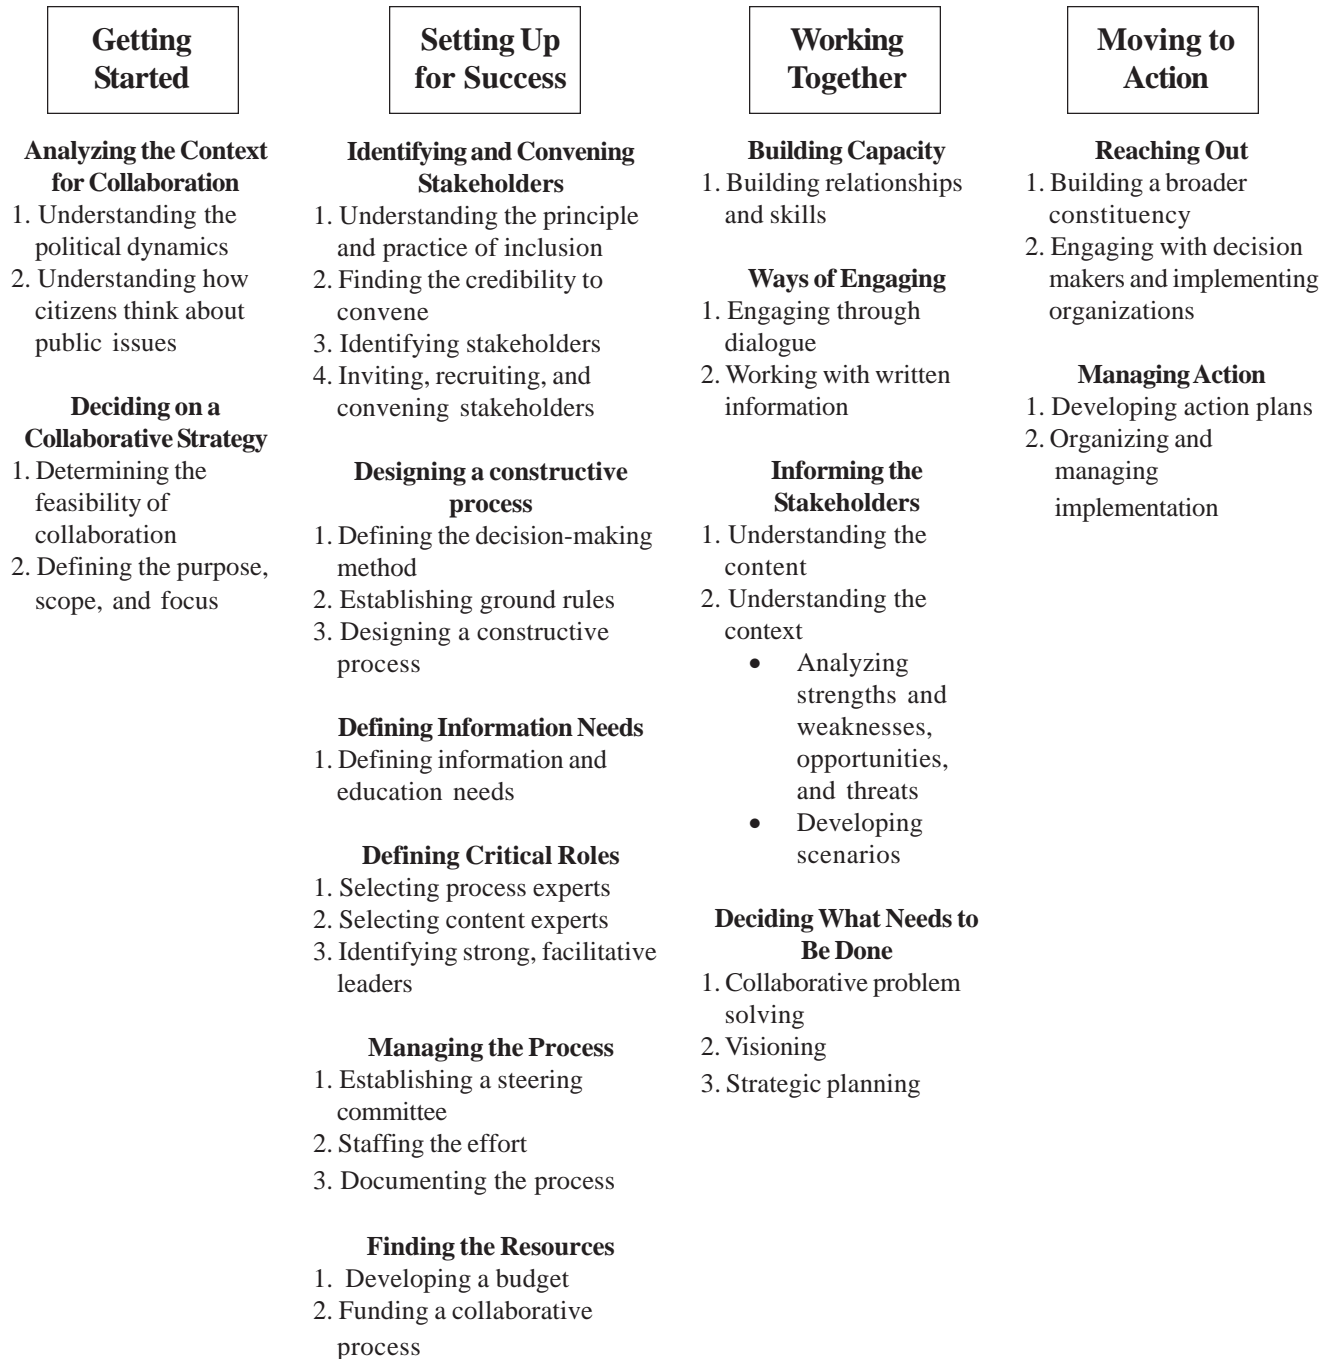 Getting
Started
Analyzing the Context
for Collaboration
1. Understanding the
political dynamics
2. Understanding how
citizens think about
public issues
Deciding on a
Collaborative Strategy
1. Determining the
feasibility of
collaboration
2. Defining the purpose,
scope, and focus
Setting Up
for Success
Identifying and Convening
Stakeholders
1. Understanding the principle
and practice of inclusion
2. Finding the credibility to
convene
3. Identifying stakeholders
4. Inviting, recruiting, and
convening stakeholders
Designing a constructive
process
1. Defining the decision-making
method
2. Establishing ground rules
3. Designing a constructive
process
Defining Information Needs
1. Defining information and
education needs
Defining Critical Roles
1. Selecting process experts
2. Selecting content experts
3. Identifying strong, facilitative
leaders
Managing the Process
1. Establishing a steering
committee
2. Staffing the effort
3. Documenting the process
Finding the Resources
1. Developing a budget
2. Funding a collaborative
process
Working
Together
Building Capacity
1. Building relationships
and skills
Ways of Engaging
1. Engaging through
dialogue
2. Working with written
information
Informing the
Stakeholders
1. Understanding the
content
2. Understanding the
context
• Analyzing
strengths and
weaknesses,
opportunities,
and threats
• Developing
scenarios
Deciding What Needs to
Be Done
1. Collaborative problem
solving
2. Visioning
3. Strategic planning
Moving to
Action
Reaching Out
1. Building a broader
constituency
2. Engaging with decision
makers and implementing
organizations
Managing Action
1. Developing action plans
2. Organizing and
managing
implementation